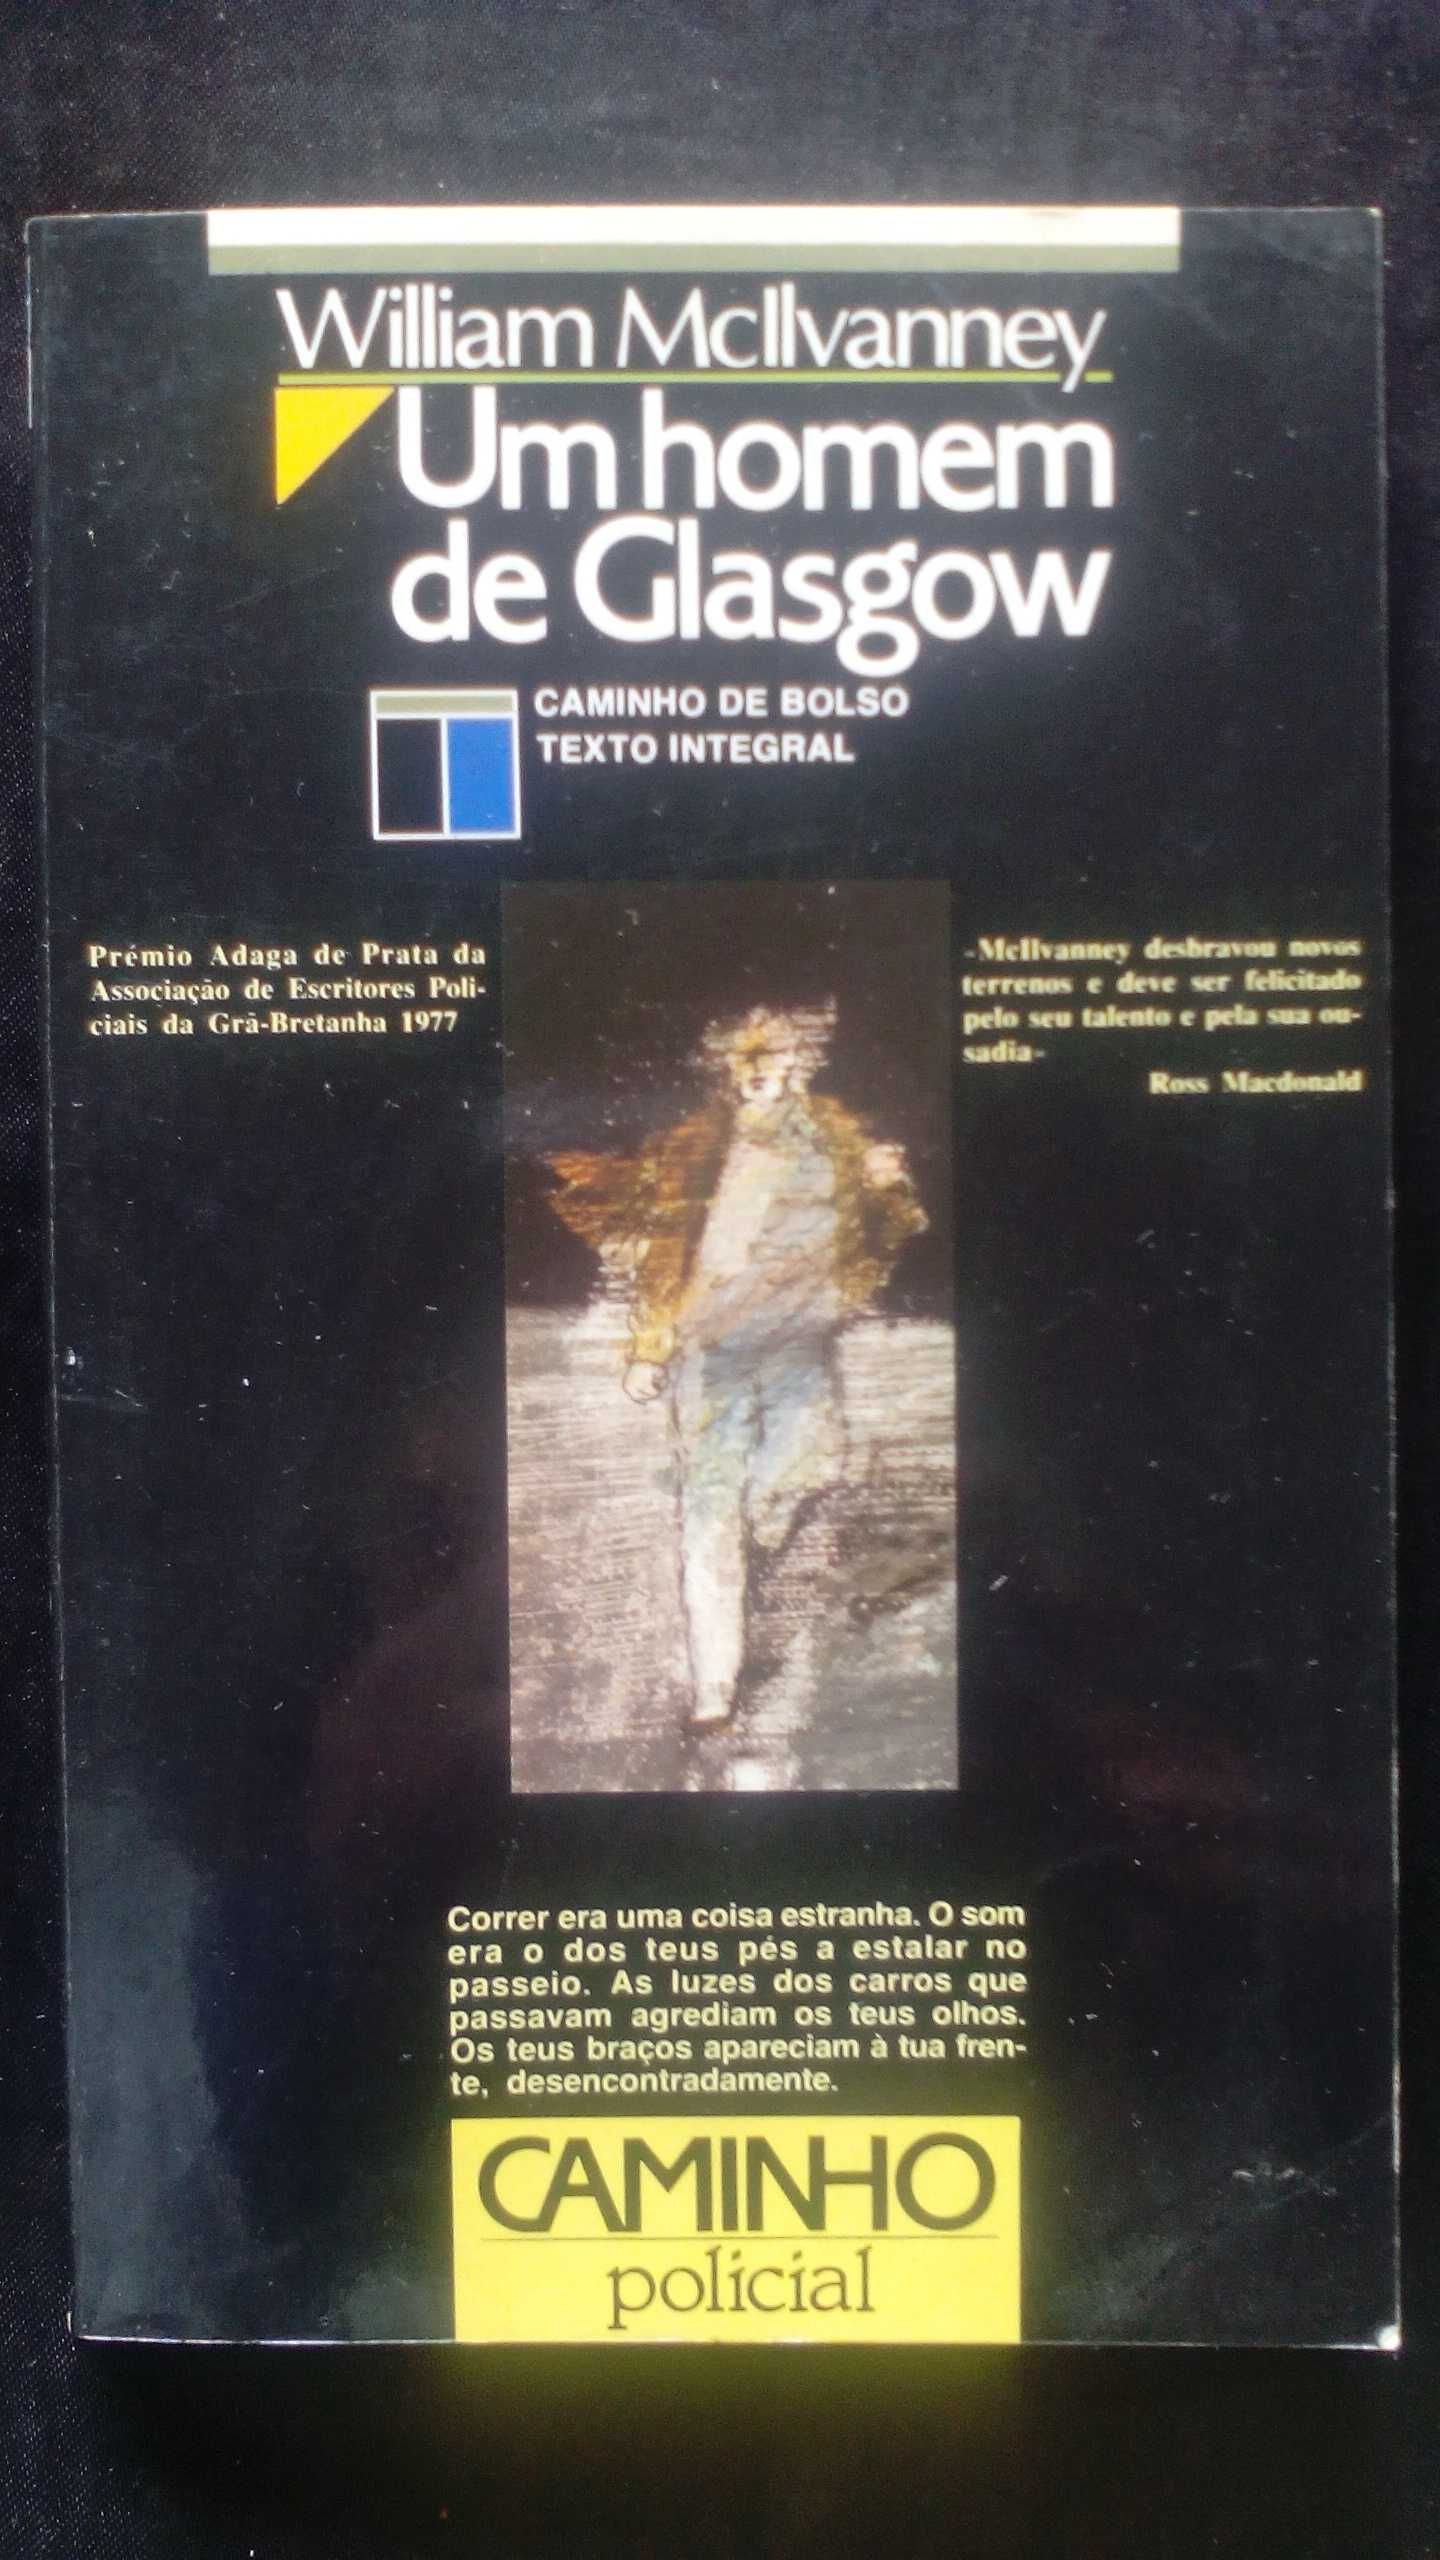 William McIlvanney
Um homem
de Glasgow
CAMINHO DE BOLSO
TEXTO INTEGRAL
Prémio Adaga de Prata da
Associação de Escritores Poli-
ciais da Grã-Bretanha 1977
«McIlvanney desbravou novos
terrenos e deve ser felicitado
pelo seu talento e pela sua ou-
sadia»
Ross Macdonald
Correr era uma coisa estranha. O som
era o dos teus pés a estalar no
passeio. As luzes dos carros que
passavam agrediam os teus olhos.
Os teus braços apareciam à tua fren-
te, desencontradamente.
CAMINHO
policial